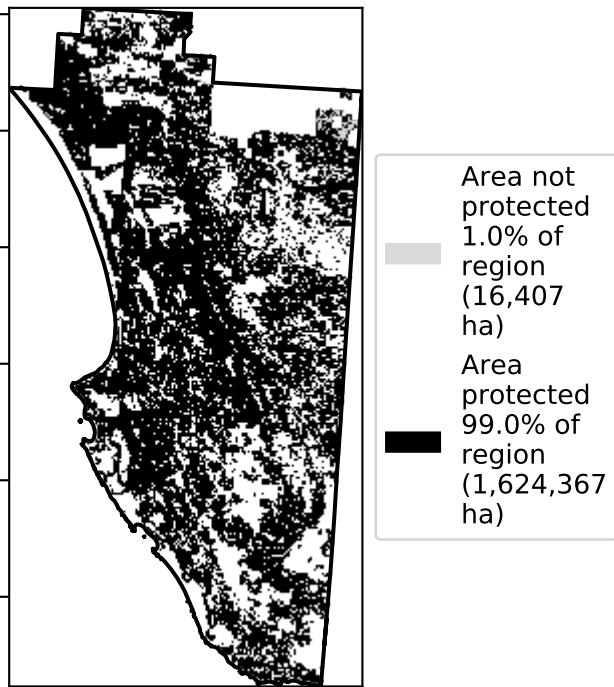 Area not
protected
1.0% of
region
(16,407
ha)
Area
protected
99.0% of
region
(1,624,367
ha)